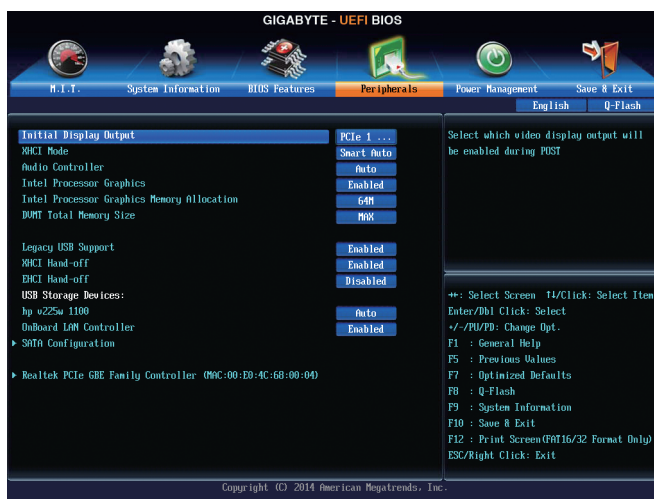 GIGABYTE - UEFI BIOS
M.I.T. System Information BIOS Features Peripherals Power Management Save & Exit
English Q-Flash
Initial Display Output PCIe 1 ...
XHCI Mode Smart Auto
Audio Controller Auto
Intel Processor Graphics Enabled
Intel Processor Graphics Memory Allocation 64M
DVMT Total Memory Size MAX
Legacy USB Support Enabled
XHCI Hand-off Enabled
EHCI Hand-off Disabled
USB Storage Devices:
hp v225w 1100 Auto
OnBoard LAN Controller Enabled
SATA Configuration
Realtek PCIe GBE Family Controller (MAC:00:E0:4C:68:00:04)
Select which video display output will
be enabled during POST
→←: Select Screen ↑↓/Click: Select Item
Enter/Dbl Click: Select
+/-/PU/PD: Change Opt.
F1 : General Help
F5 : Previous Values
F7 : Optimized Defaults
F8 : Q-Flash
F9 : System Information
F10 : Save & Exit
F12 : Print Screen(FAT16/32 Format Only)
ESC/Right Click: Exit
Copyright (C) 2014 American Megatrends, Inc.